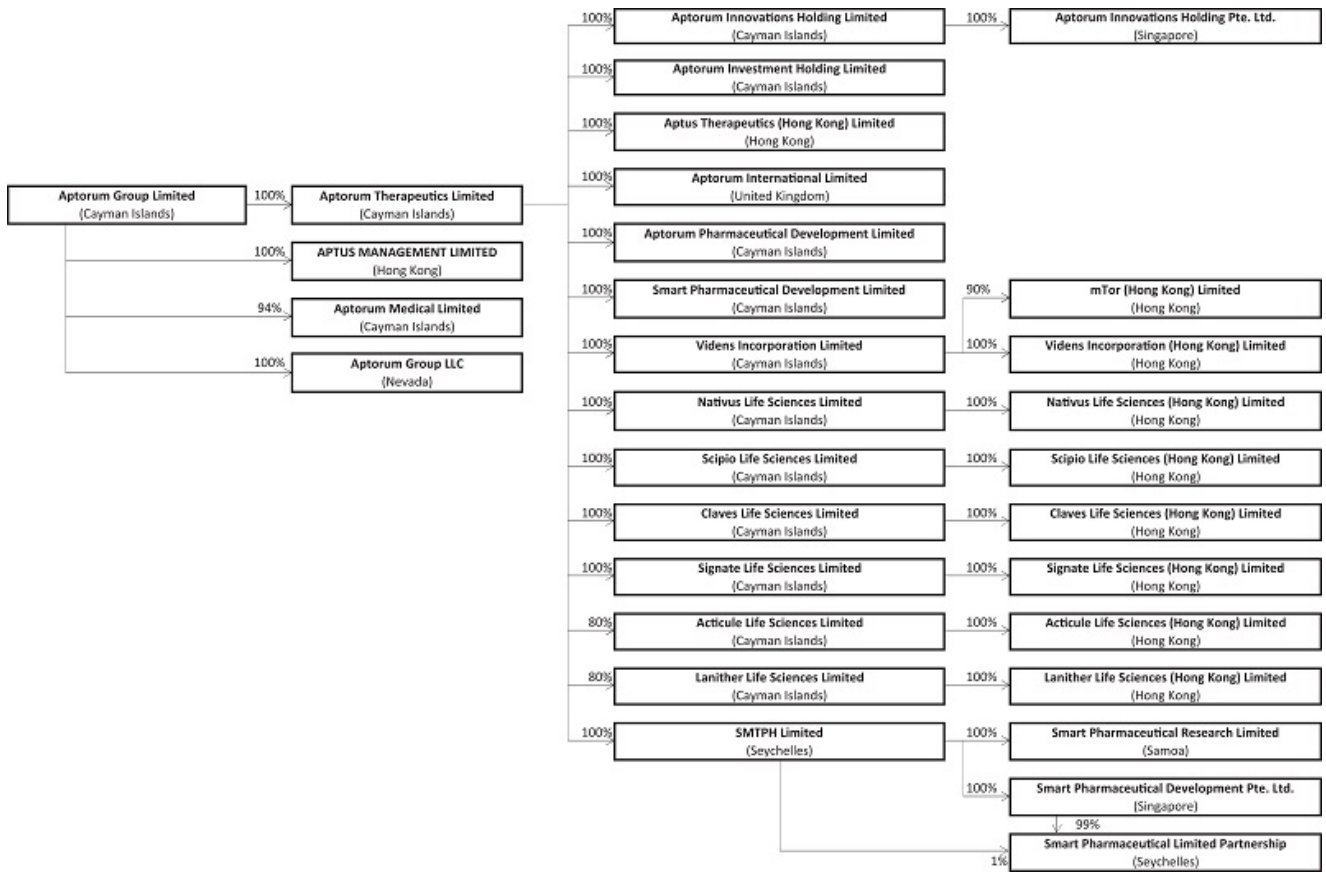 100%
Aptorum Innovations Holding Limited
(Cayman Islands)
100%
Aptorum Innovations Holding Pte. Ltd.
(Singapore)
100%
Aptorum Investment Holding Limited
(Cayman Islands)
100%
Aptus Therapeutics (Hong Kong) Limited
(Hong Kong)
100%
Aptorum International Limited
(United Kingdom)
Aptorum Group Limited
(Cayman Islands)
100%
Aptorum Therapeutics Limited
(Cayman Islands)
100%
Aptorum Pharmaceutical Development Limited
(Cayman Islands)
100%
APTUS MANAGEMENT LIMITED
(Hong Kong)
100%
Smart Pharmaceutical Development Limited
(Cayman Islands)
90%
mTor (Hong Kong) Limited
(Hong Kong)
94%
Aptorum Medical Limited
(Cayman Islands)
100%
Videns Incorporation Limited
(Cayman Islands)
100%
Videns Incorporation (Hong Kong) Limited
(Hong Kong)
100%
Aptorum Group LLC
(Nevada)
100%
Nativus Life Sciences Limited
(Cayman Islands)
100%
Nativus Life Sciences (Hong Kong) Limited
(Hong Kong)
100%
Scipio Life Sciences Limited
(Cayman Islands)
100%
Scipio Life Sciences (Hong Kong) Limited
(Hong Kong)
100%
Claves Life Sciences Limited
(Cayman Islands)
100%
Claves Life Sciences (Hong Kong) Limited
(Hong Kong)
100%
Signate Life Sciences Limited
(Cayman Islands)
100%
Signate Life Sciences (Hong Kong) Limited
(Hong Kong)
80%
Acticule Life Sciences Limited
(Cayman Islands)
100%
Acticule Life Sciences (Hong Kong) Limited
(Hong Kong)
80%
Lanither Life Sciences Limited
(Cayman Islands)
100%
Lanither Life Sciences (Hong Kong) Limited
(Hong Kong)
100%
SMTPH Limited
(Seychelles)
100%
Smart Pharmaceutical Research Limited
(Samoa)
100%
Smart Pharmaceutical Development Pte. Ltd.
(Singapore)
99%
1%
Smart Pharmaceutical Limited Partnership
(Seychelles)